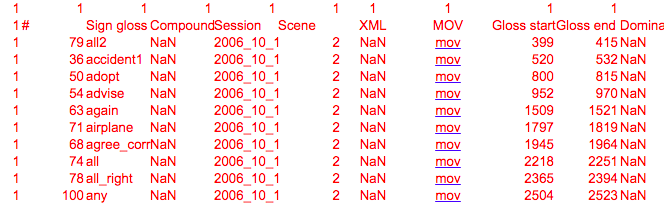 1 1 1 1 1 1 1 1 1
1 # Sign gloss Compound Session Scene XML MOV Gloss start Gloss end Domina
1 79 all2 NaN 2006_10_1 2 NaN mov 399 415 NaN
1 36 accident1 NaN 2006_10_1 2 NaN mov 520 532 NaN
1 50 adopt NaN 2006_10_1 2 NaN mov 800 815 NaN
1 54 advise NaN 2006_10_1 2 NaN mov 952 970 NaN
1 63 again NaN 2006_10_1 2 NaN mov 1509 1521 NaN
1 71 airplane NaN 2006_10_1 2 NaN mov 1797 1819 NaN
1 68 agree_corr NaN 2006_10_1 2 NaN mov 1945 1964 NaN
1 74 all NaN 2006_10_1 2 NaN mov 2218 2251 NaN
1 78 all_right NaN 2006_10_1 2 NaN mov 2365 2394 NaN
1 100 any NaN 2006_10_1 2 NaN mov 2504 2523 NaN